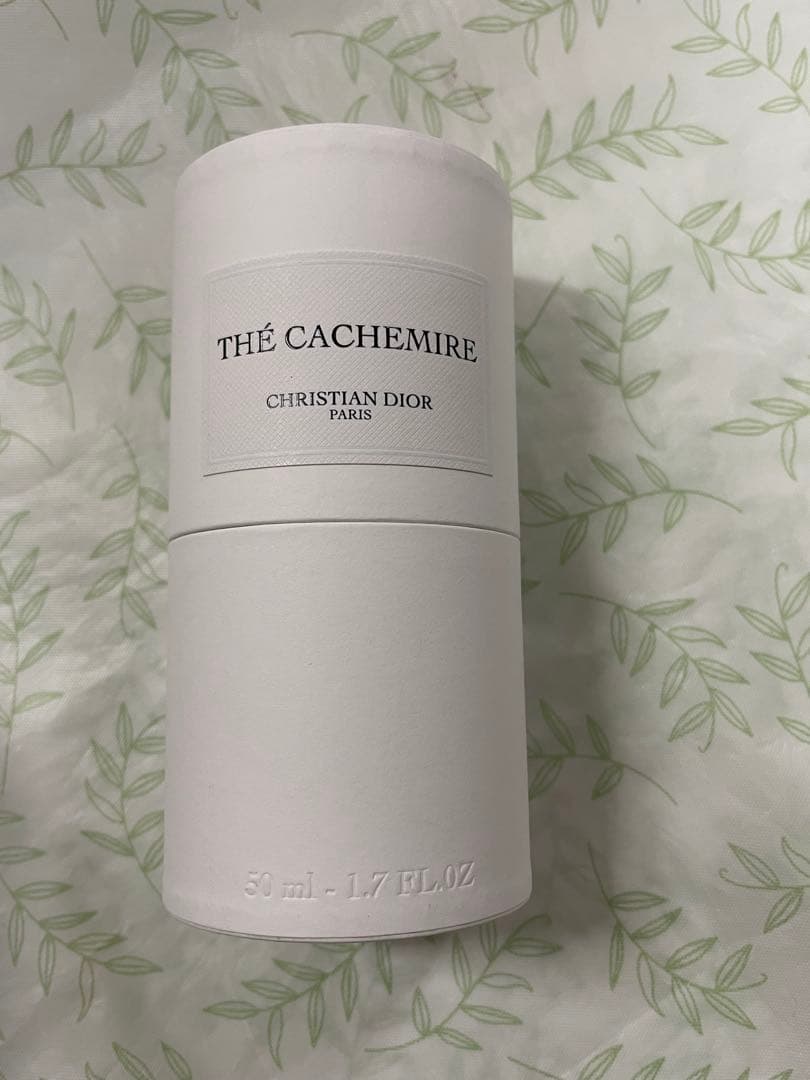 THÉ CACHEMIRE
CHRISTIAN DIOR
PARIS
50 ml - 1.7 FL.OZ